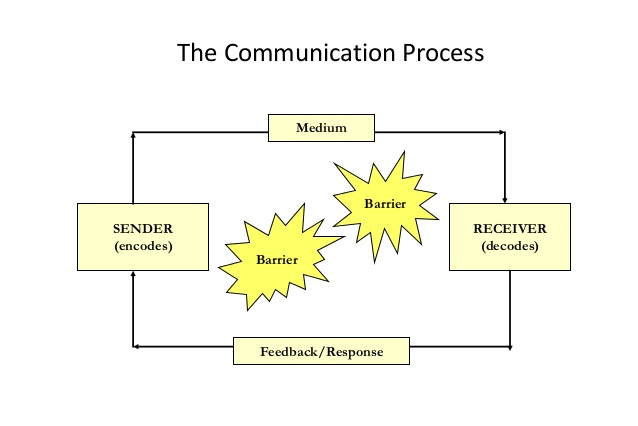 The Communication Process
Medium
Barrier
SENDER
(encodes)
RECEIVER
(decodes)
Barrier
Feedback/Response